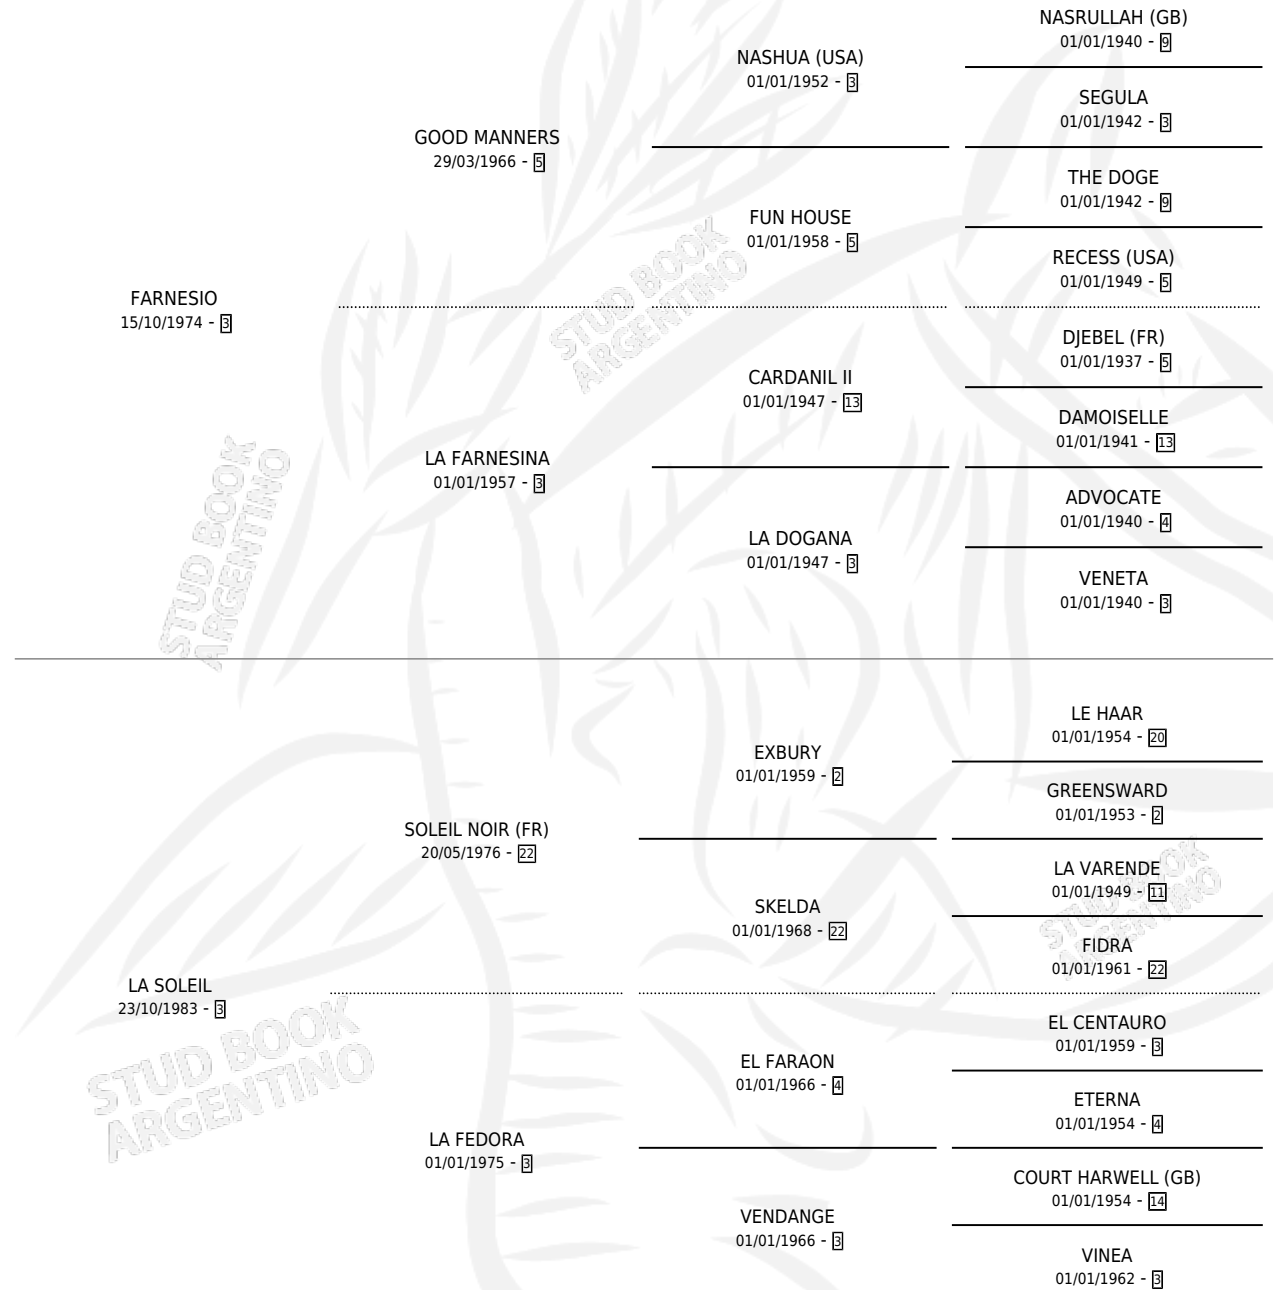 NASRULLAH (GB)
01/01/1940 - 9
NASHUA (USA)
01/01/1952 - 3
SEGULA
01/01/1942 - 3
GOOD MANNERS
29/03/1966 - 5
THE DOGE
01/01/1942 - 9
FUN HOUSE
01/01/1958 - 5
RECESS (USA)
01/01/1949 - 5
FARNESIO
15/10/1974 - 3
DJEBEL (FR)
01/01/1937 - 5
CARDANIL II
01/01/1947 - 13
DAMOISELLE
01/01/1941 - 13
LA FARNESINA
01/01/1957 - 3
ADVOCATE
01/01/1940 - 4
LA DOGANA
01/01/1947 - 3
VENETA
01/01/1940 - 3
LE HAAR
01/01/1954 - 20
EXBURY
01/01/1959 - 2
GREENSWARD
01/01/1953 - 2
SOLEIL NOIR (FR)
20/05/1976 - 22
LA VARENDE
01/01/1949 - 11
SKELDA
01/01/1968 - 22
FIDRA
01/01/1961 - 22
LA SOLEIL
23/10/1983 - 3
EL CENTAURO
01/01/1959 - 3
EL FARAON
01/01/1966 - 4
ETERNA
01/01/1954 - 4
LA FEDORA
01/01/1975 - 3
COURT HARWELL (GB)
01/01/1954 - 14
VENDANGE
01/01/1966 - 3
VINEA
01/01/1962 - 3
STUD BOOK
ARGENTINO
STUD BOOK
ARGENTINO
STUD BOOK
ARGENTINO
STUD BOOK
ARGENTINO